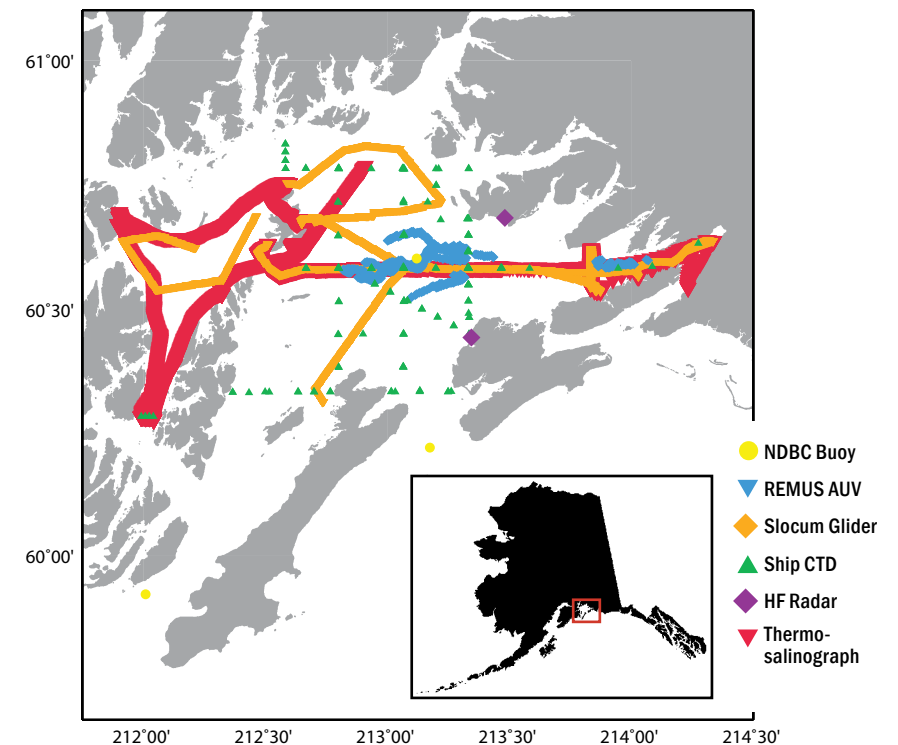 61°00'
60°30'
60°00'
NDBC Buoy
REMUS AUV
Slocum Glider
Ship CTD
HF Radar
Thermo-
salinograph
212°00'
212°30'
213°00'
213°30'
214°00'
214°30'